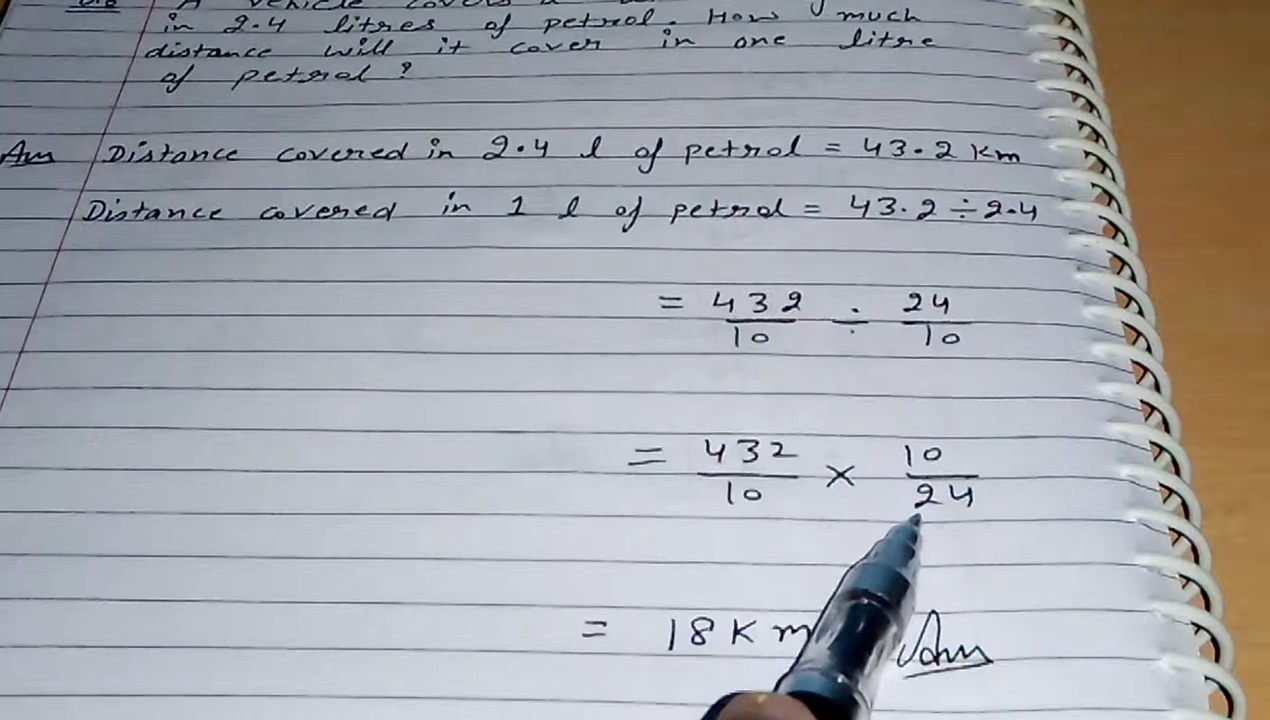 A vehicle covers a
in 2.4 litres of petrol. How much
distance will it cover in one litre
of petrol?
Ans Distance covered in 2.4 l of petrol = 43.2 Km
Distance covered in 1 l of petrol = 43.2 ÷ 2.4
= 432/10 ÷ 24/10
= 432/10 × 10/24
= 18 Km Ans